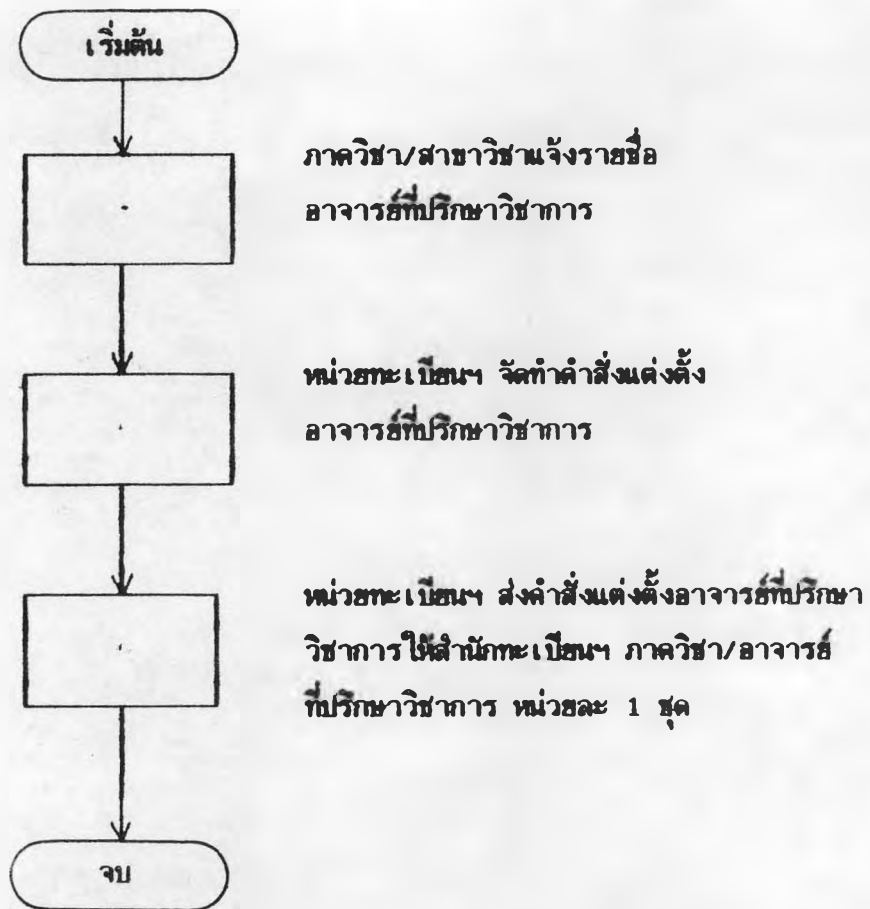 เริ่มต้น
ภาควิชา/สาขาวิชาแจ้งรายชื่อ
อาจารย์ที่ปรึกษาวิชาการ
หน่วยทะเบียนฯ จัดทำคำสั่งแต่งตั้ง
อาจารย์ที่ปรึกษาวิชาการ
หน่วยทะเบียนฯ ส่งคำสั่งแต่งตั้งอาจารย์ที่ปรึกษา
วิชาการให้สำนักทะเบียนฯ ภาควิชา/อาจารย์
ที่ปรึกษาวิชาการ หน่วยละ 1 ชุด
จบ